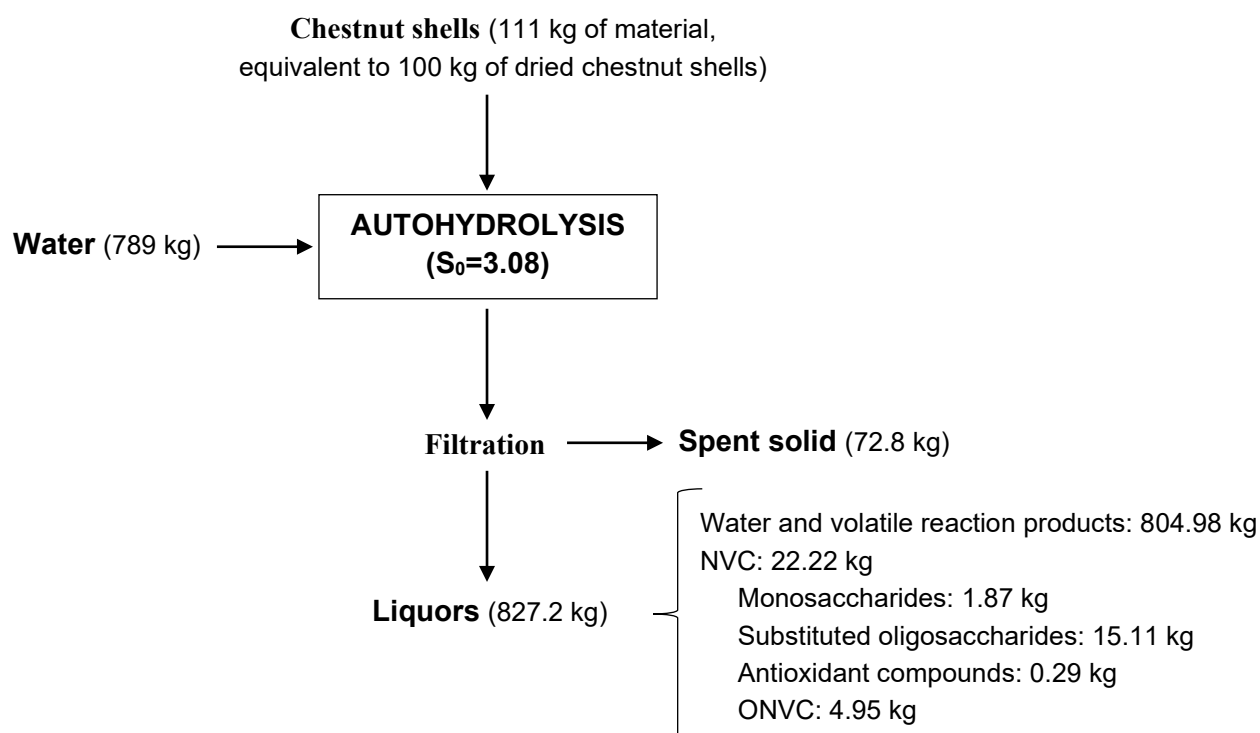 Chestnut shells (111 kg of material,
equivalent to 100 kg of dried chestnut shells)
Water (789 kg)
AUTOHYDROLYSIS
(S₀=3.08)
Filtration
Spent solid (72.8 kg)
Liquors (827.2 kg)
Water and volatile reaction products: 804.98 kg
NVC: 22.22 kg
Monosaccharides: 1.87 kg
Substituted oligosaccharides: 15.11 kg
Antioxidant compounds: 0.29 kg
ONVC: 4.95 kg